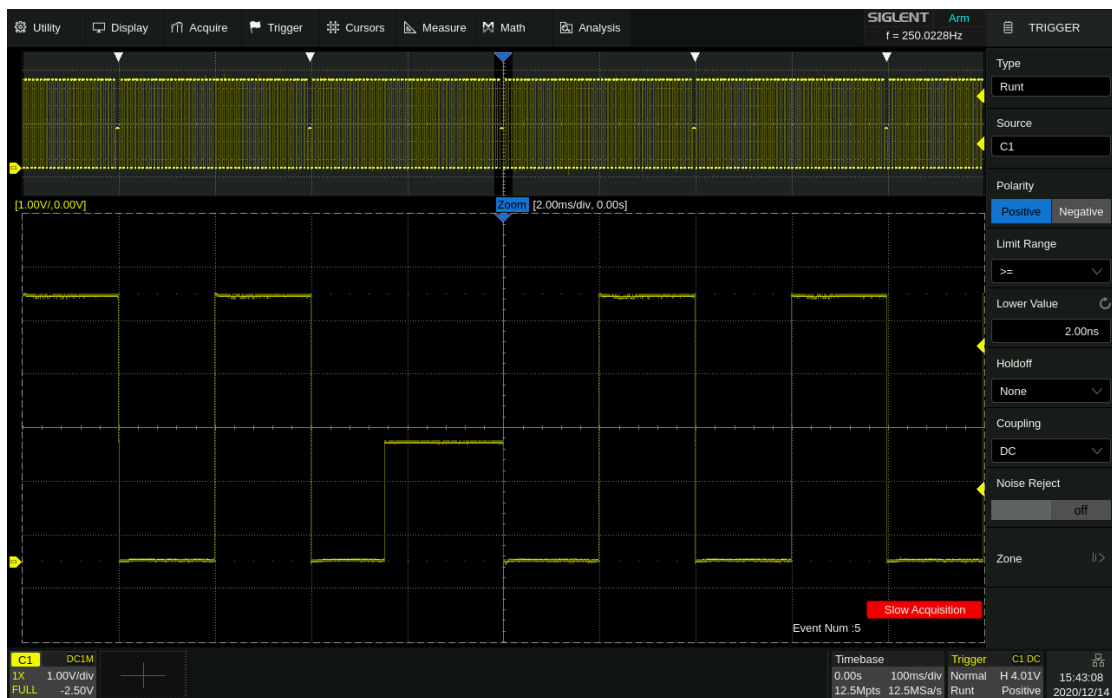 Utility Display Acquire Trigger Cursors Measure Math Analysis
SIGLENT Arm
f = 250.0228Hz
TRIGGER
Type
Runt
Source
C1
Polarity
Positive Negative
Limit Range
>=
Lower Value
2.00ns
Holdoff
None
Coupling
DC
Noise Reject
off
Zone
[1.00V/,0.00V]
Zoom [2.00ms/div, 0.00s]
Slow Acquisition
Event Num :5
C1 DC1M
1X 1.00V/div
FULL -2.50V
Timebase
0.00s 100ms/div
12.5Mpts 12.5MSa/s
Trigger C1 DC
Normal H 4.01V
Runt Positive
15:43:08
2020/12/14